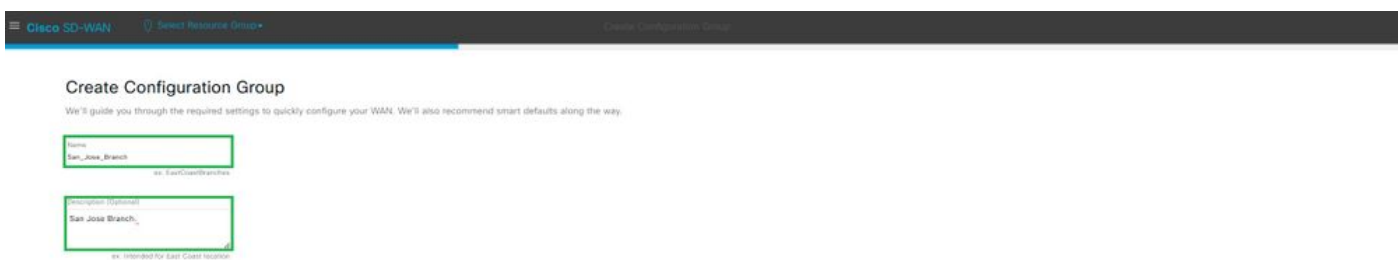 Cisco SD-WAN Select Resource Group Create Configuration Group
Create Configuration Group
We'll guide you through the required settings to quickly configure your WAN. We'll also recommend smart defaults along the way.
Name
San_Jose_Branch
ex. EastCoastBranches
Description (Optional)
San Jose Branch_
ex. Intended for East Coast location